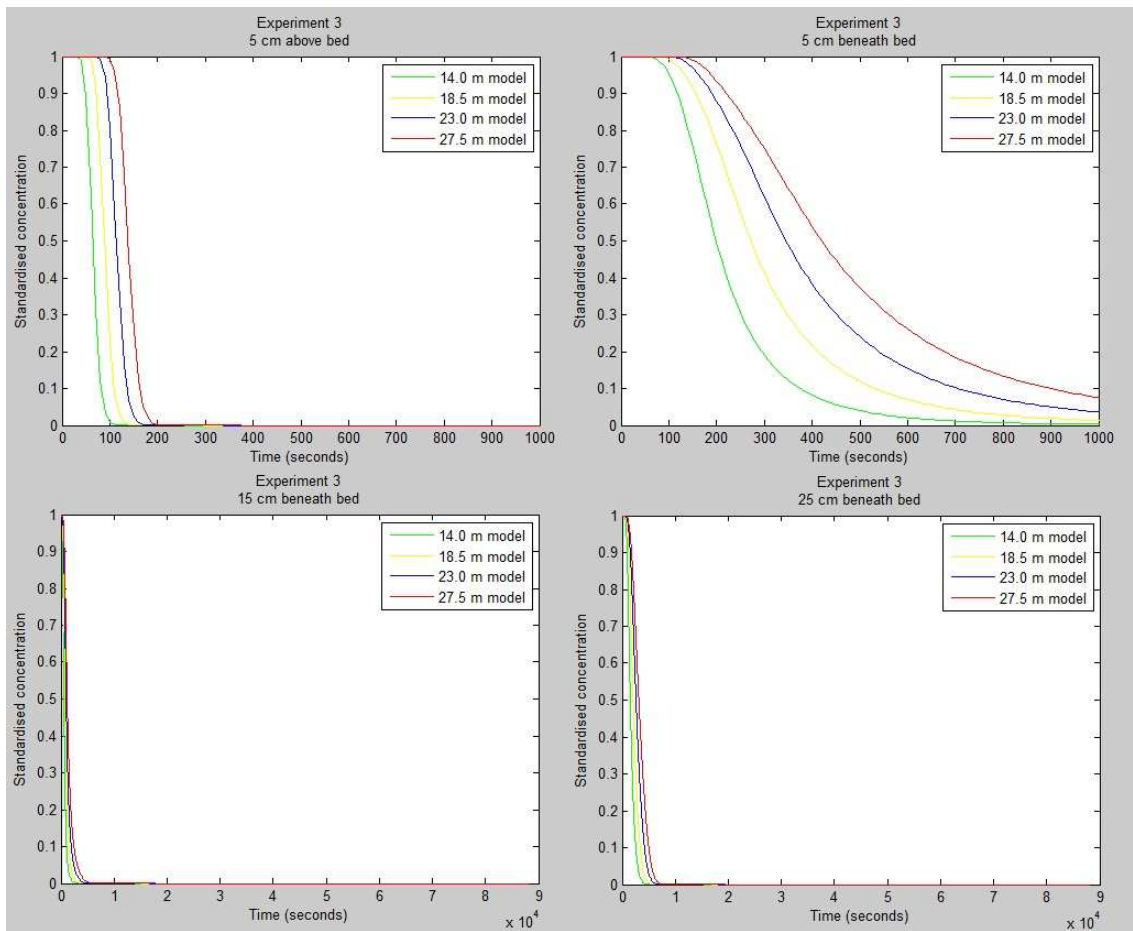 Experiment 3
5 cm above bed
1
0.9
0.8
0.7
0.6
0.5
0.4
0.3
0.2
0.1
0
Standardised concentration
14.0 m model
18.5 m model
23.0 m model
27.5 m model
0 100 200 300 400 500 600 700 800 900 1000
Time (seconds)
Experiment 3
5 cm beneath bed
1
0.9
0.8
0.7
0.6
0.5
0.4
0.3
0.2
0.1
0
Standardised concentration
14.0 m model
18.5 m model
23.0 m model
27.5 m model
0 100 200 300 400 500 600 700 800 900 1000
Time (seconds)
Experiment 3
15 cm beneath bed
1
0.9
0.8
0.7
0.6
0.5
0.4
0.3
0.2
0.1
0
Standardised concentration
14.0 m model
18.5 m model
23.0 m model
27.5 m model
0 1 2 3 4 5 6 7 8 9
Time (seconds)
x 10^4
Experiment 3
25 cm beneath bed
1
0.9
0.8
0.7
0.6
0.5
0.4
0.3
0.2
0.1
0
Standardised concentration
14.0 m model
18.5 m model
23.0 m model
27.5 m model
0 1 2 3 4 5 6 7 8 9
Time (seconds)
x 10^4